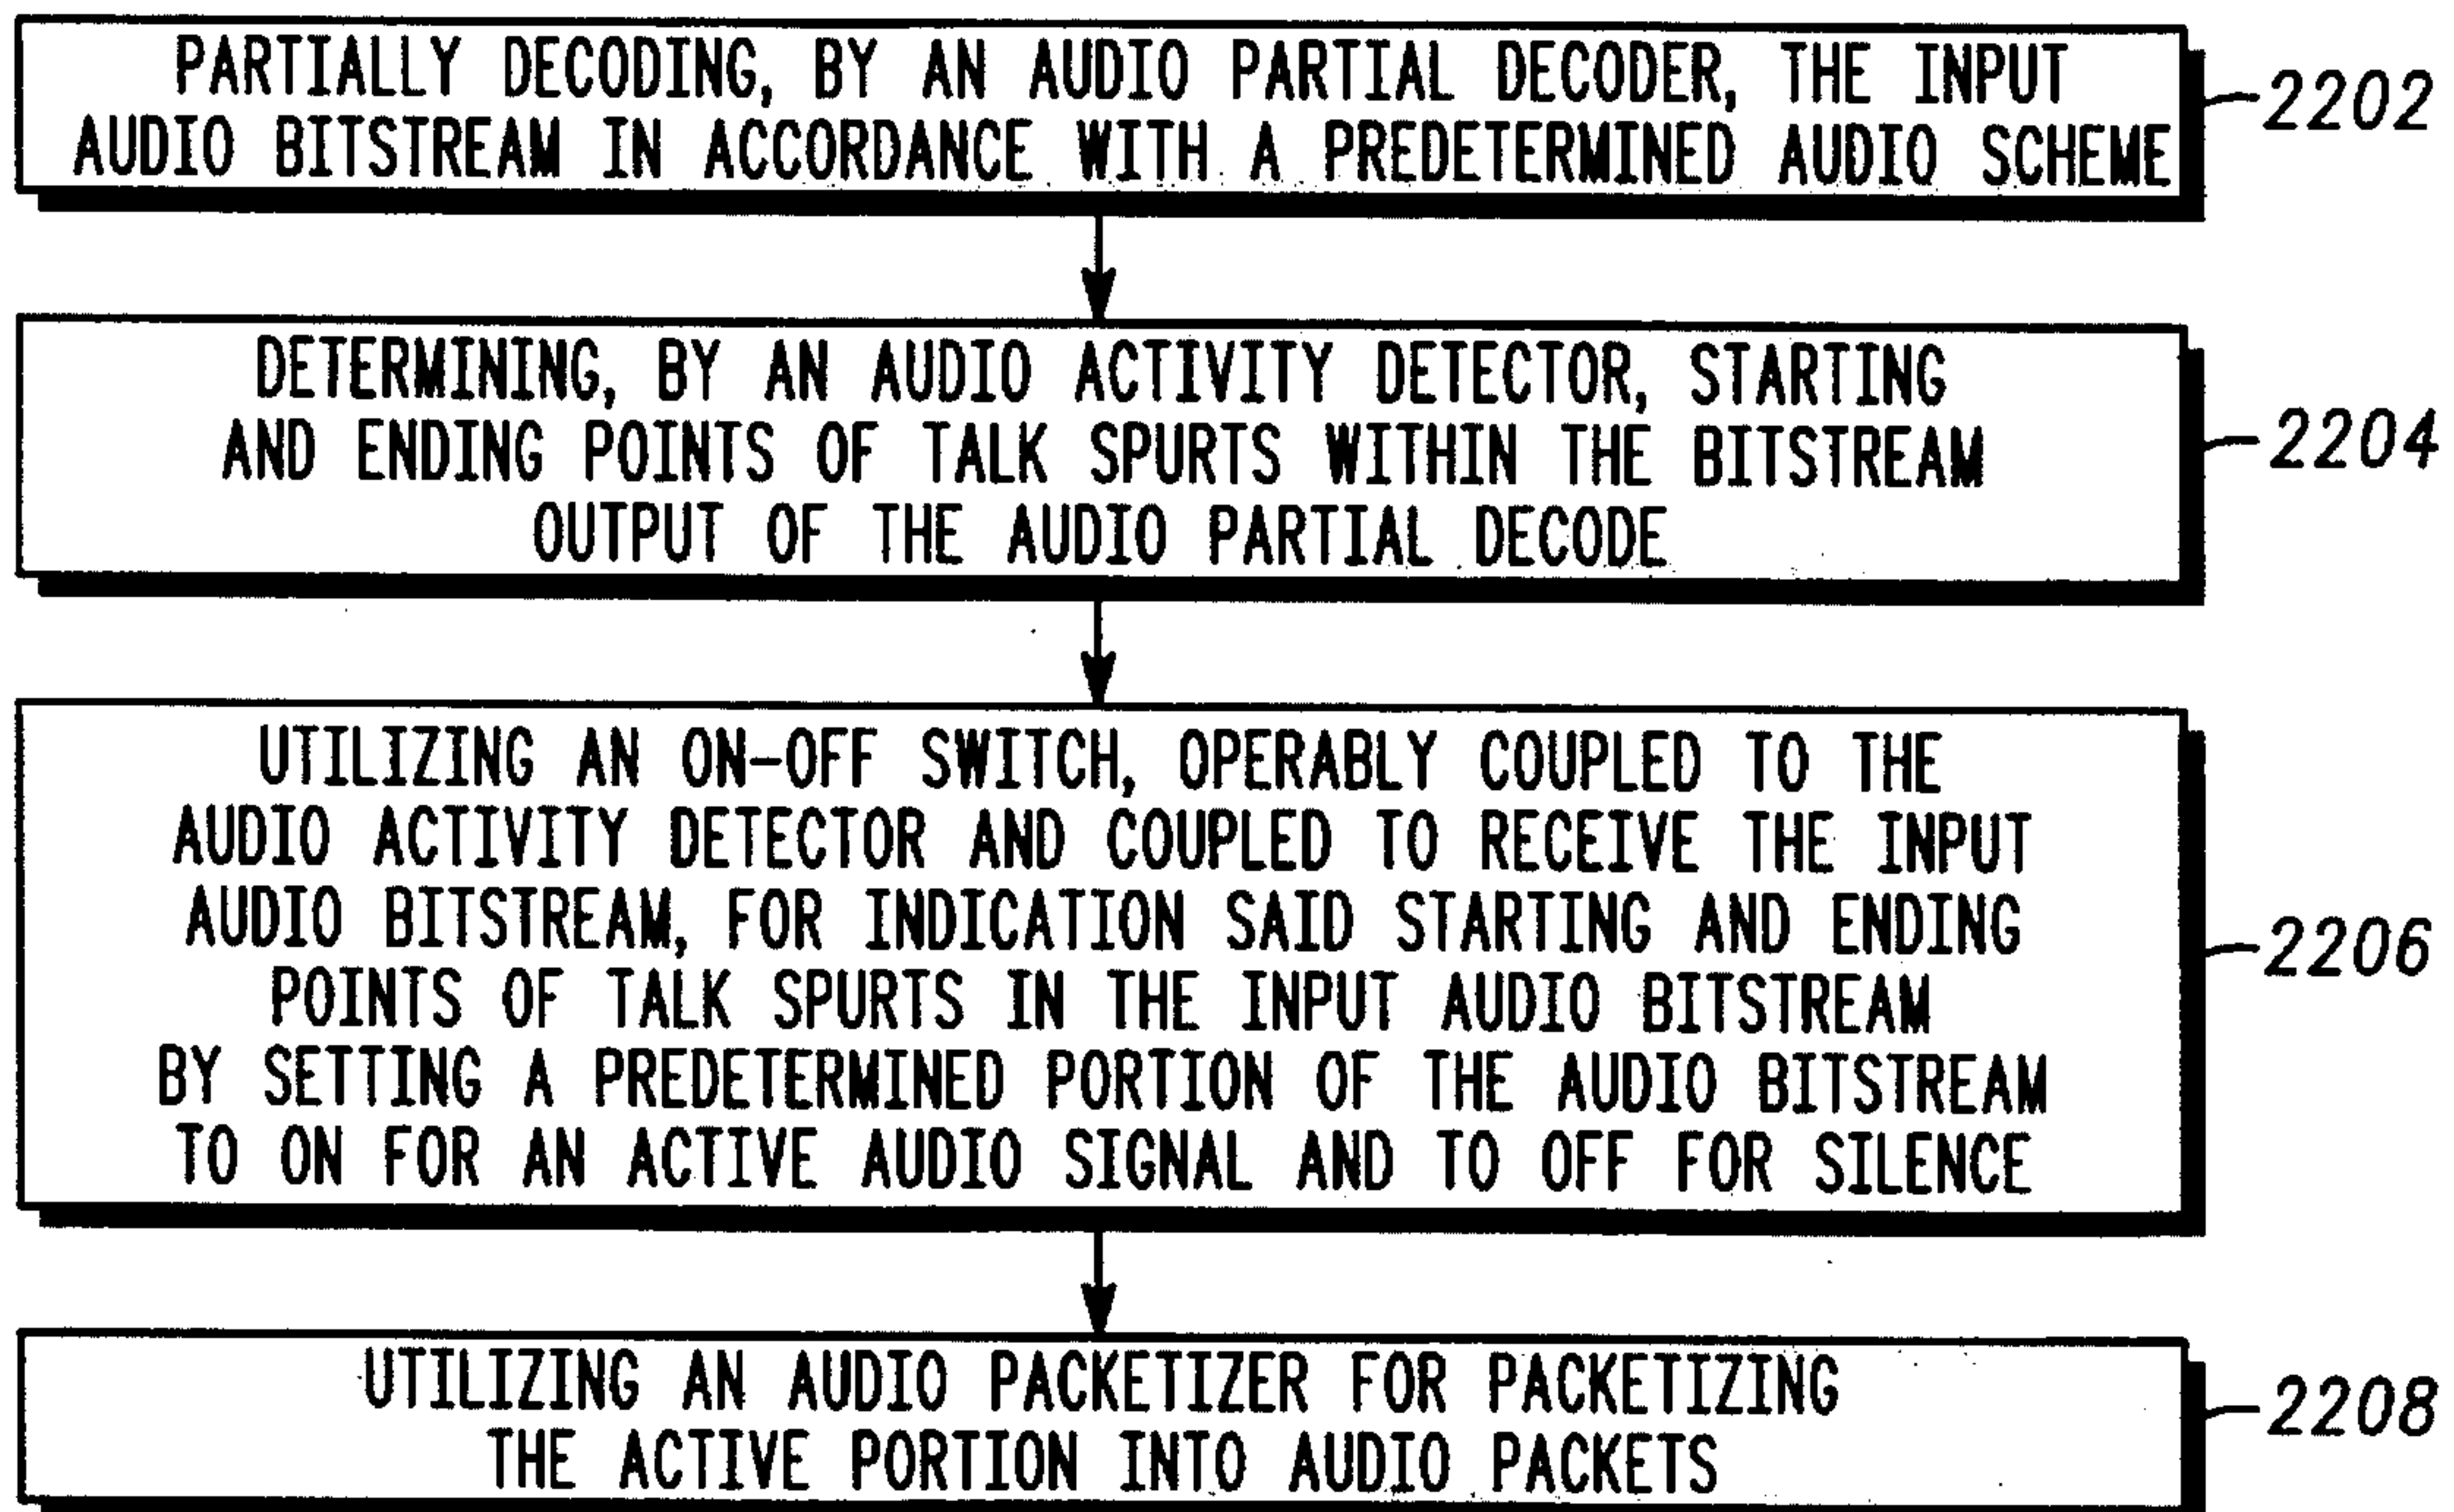 PARTIALLY DECODING, BY AN AUDIO PARTIAL DECODER, THE INPUT
AUDIO BITSTREAM IN ACCORDANCE WITH A PREDETERMINED AUDIO SCHEME
2202
DETERMINING, BY AN AUDIO ACTIVITY DETECTOR, STARTING
AND ENDING POINTS OF TALK SPURTS WITHIN THE BITSTREAM
OUTPUT OF THE AUDIO PARTIAL DECODE
2204
UTILIZING AN ON-OFF SWITCH, OPERABLY COUPLED TO THE
AUDIO ACTIVITY DETECTOR AND COUPLED TO RECEIVE THE INPUT
AUDIO BITSTREAM, FOR INDICATION SAID STARTING AND ENDING
POINTS OF TALK SPURTS IN THE INPUT AUDIO BITSTREAM
BY SETTING A PREDETERMINED PORTION OF THE AUDIO BITSTREAM
TO ON FOR AN ACTIVE AUDIO SIGNAL AND TO OFF FOR SILENCE
2206
UTILIZING AN AUDIO PACKETIZER FOR PACKETIZING
THE ACTIVE PORTION INTO AUDIO PACKETS
2208